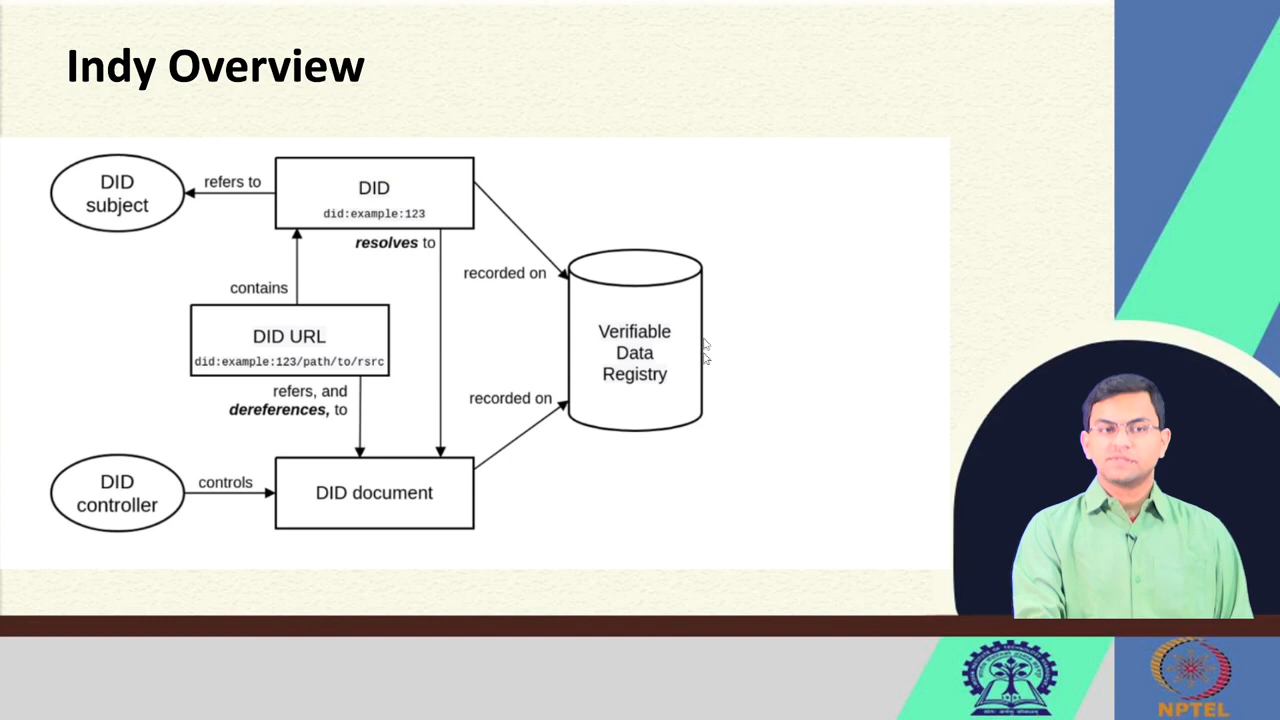 Indy Overview
DID
subject
refers to
DID
did:example:123
resolves to
contains
recorded on
DID URL
did:example:123/path/to/rsrc
Verifiable
Data
Registry
refers, and
dereferences, to
recorded on
DID
controller
controls
DID document
NPTEL